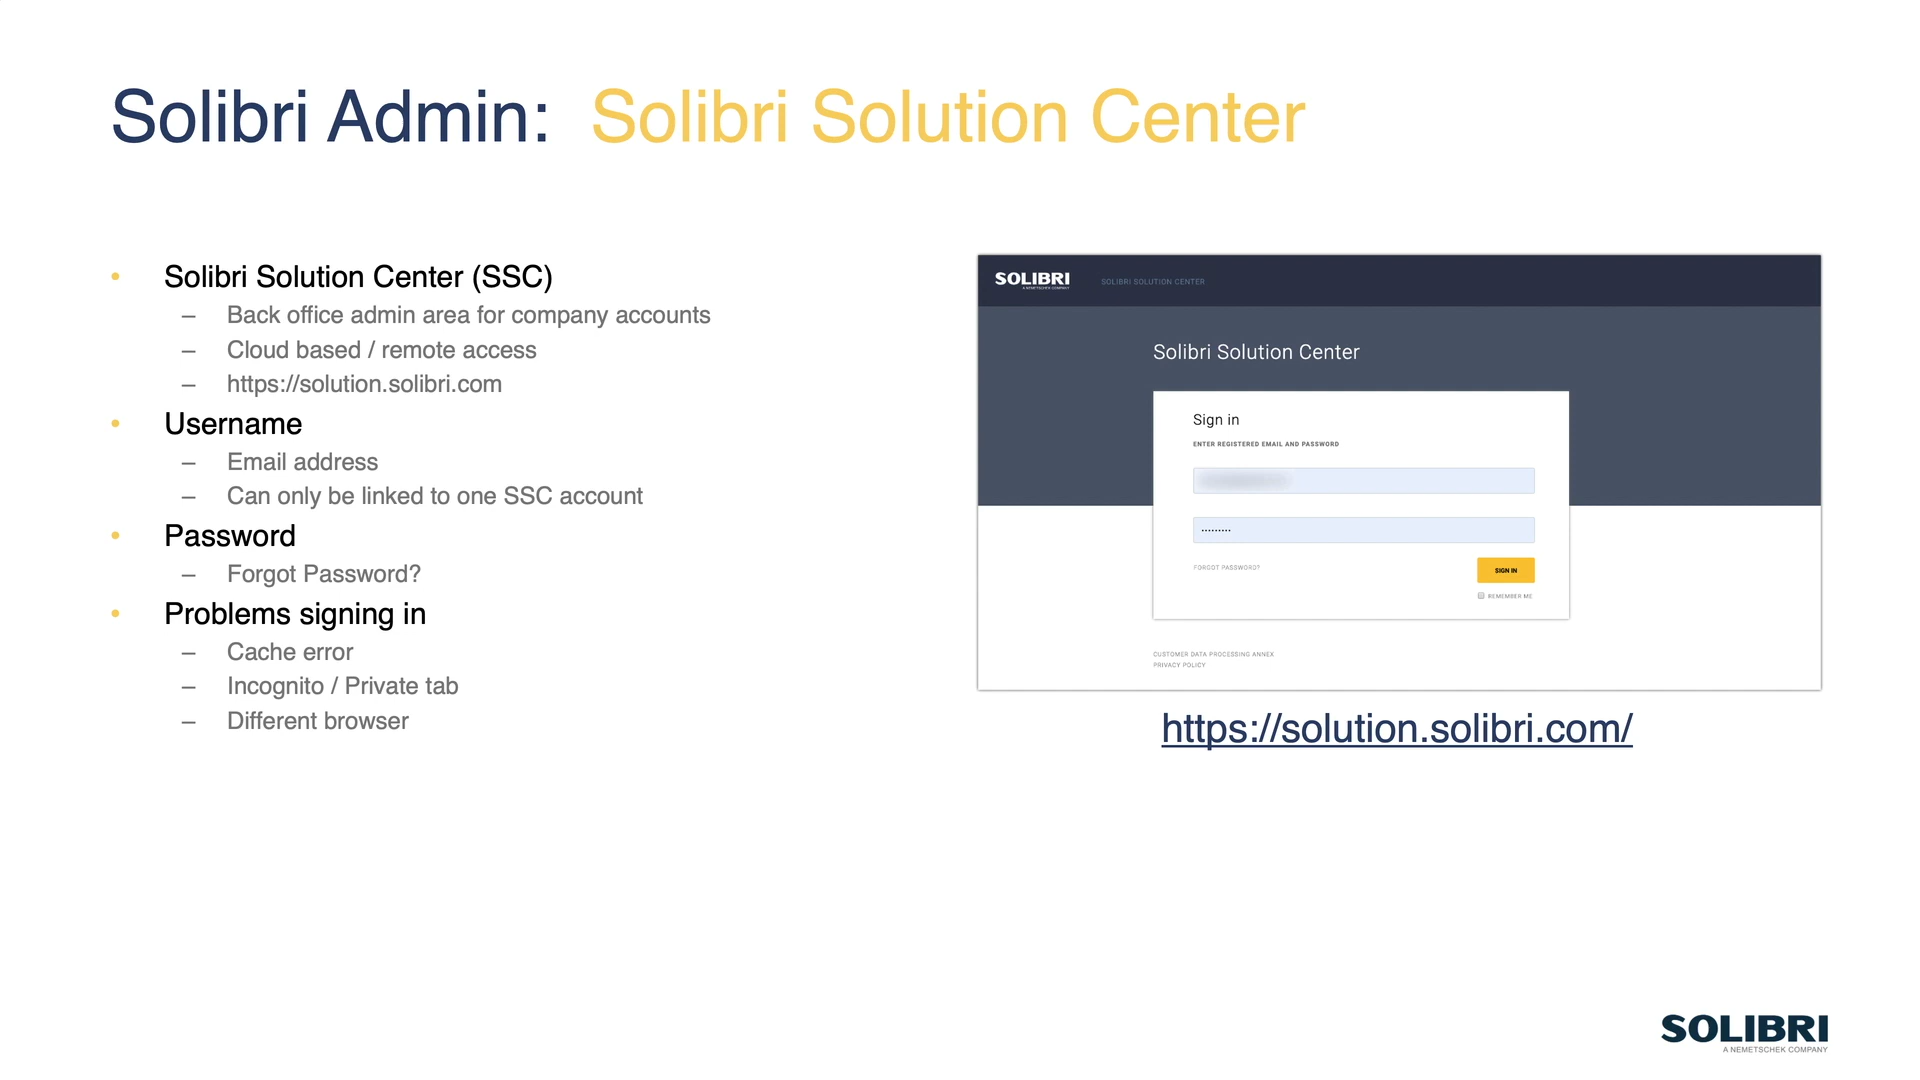 Solibri Admin: Solibri Solution Center
• Solibri Solution Center (SSC)
– Back office admin area for company accounts
– Cloud based / remote access
– https://solution.solibri.com
• Username
– Email address
– Can only be linked to one SSC account
• Password
– Forgot Password?
• Problems signing in
– Cache error
– Incognito / Private tab
– Different browser
SOLIBRI
A NEMETSCHEK COMPANY
SOLIBRI SOLUTION CENTER
Solibri Solution Center
Sign in
ENTER REGISTERED EMAIL AND PASSWORD
•••••••••
FORGOT PASSWORD?
SIGN IN
REMEMBER ME
CUSTOMER DATA PROCESSING ANNEX
PRIVACY POLICY
https://solution.solibri.com/
SOLIBRI
A NEMETSCHEK COMPANY